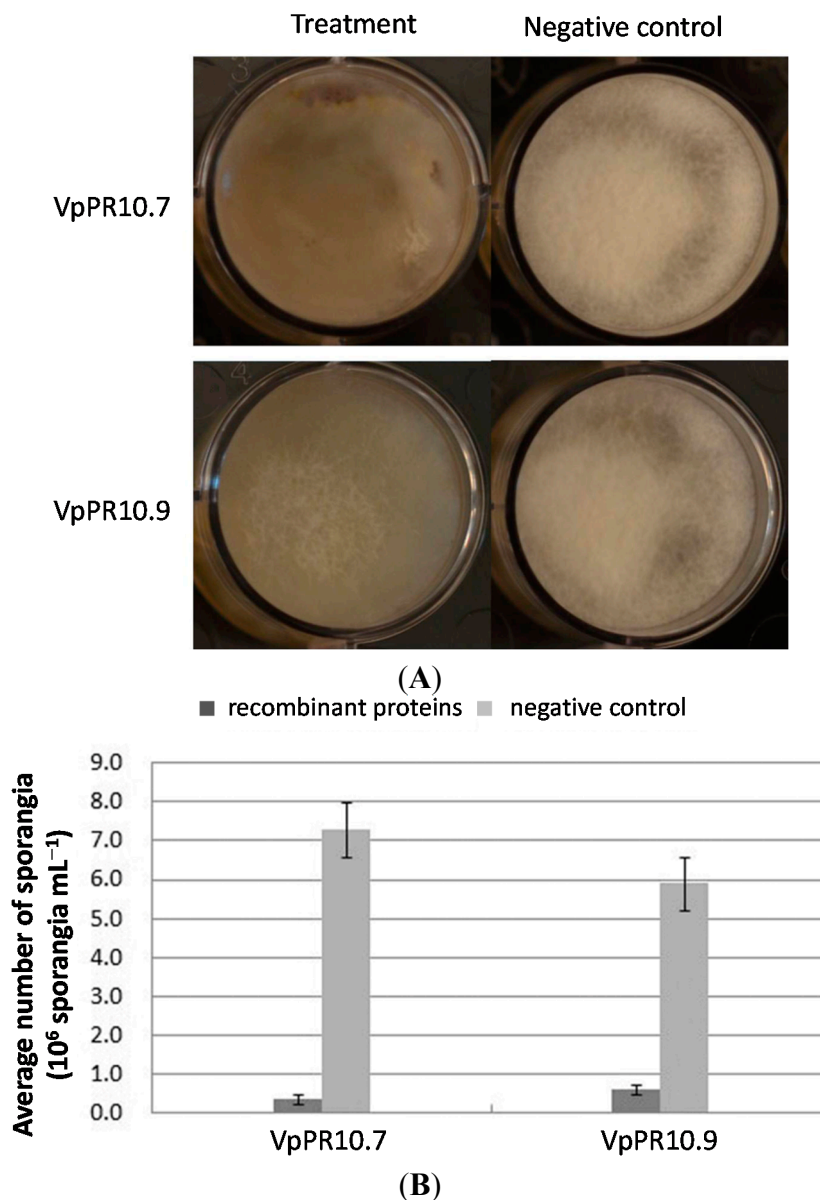 Treatment Negative control
VpPR10.7
VpPR10.9
(A)
recombinant proteins negative control
Average number of sporangia
(10⁶ sporangia mL⁻¹)
9.0
8.0
7.0
6.0
5.0
4.0
3.0
2.0
1.0
0.0
VpPR10.7 VpPR10.9
(B)